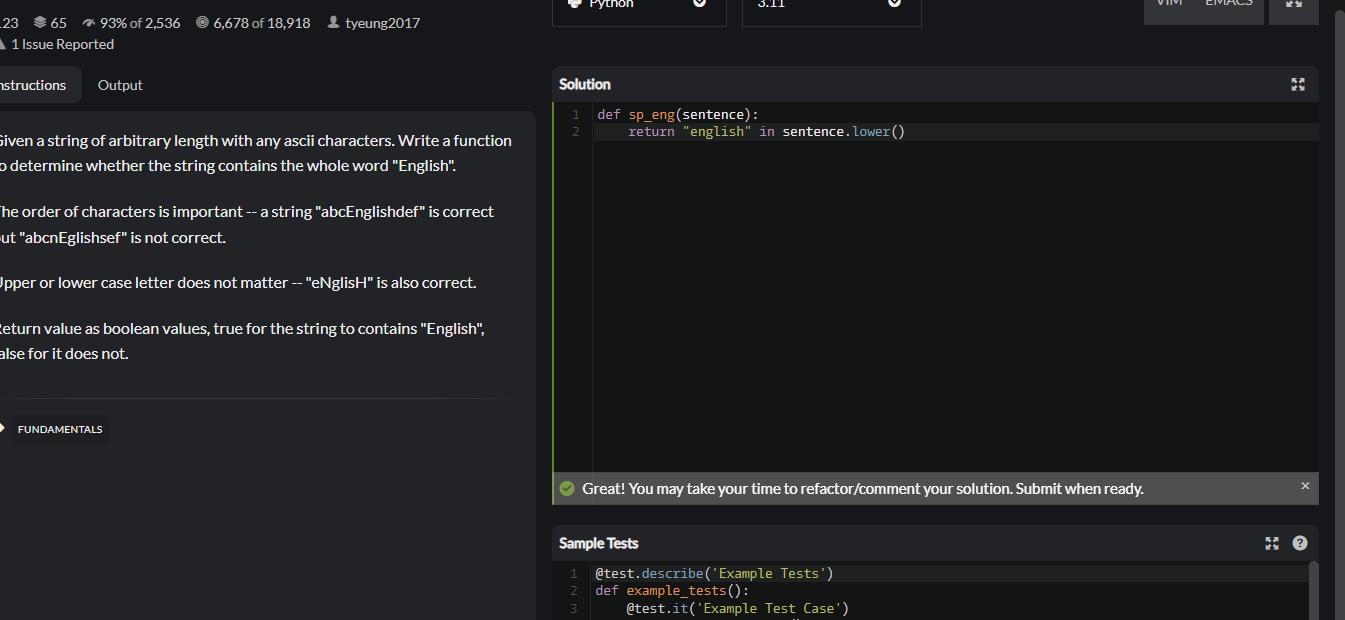 .23 65 93% of 2,536 6,678 of 18,918 tyeung2017
1 Issue Reported
Python 3.11 VIM EMACS
nstructions Output
Given a string of arbitrary length with any ascii characters. Write a function
o determine whether the string contains the whole word "English".
The order of characters is important -- a string "abcEnglishdef" is correct
out "abcnEglishsef" is not correct.
Upper or lower case letter does not matter -- "eNglisH" is also correct.
Return value as boolean values, true for the string to contains "English",
alse for it does not.
FUNDAMENTALS
Solution
1 def sp_eng(sentence):
2 return "english" in sentence.lower()
Great! You may take your time to refactor/comment your solution. Submit when ready. ×
Sample Tests ?
1 @test.describe('Example Tests')
2 def example_tests():
3 @test.it('Example Test Case')